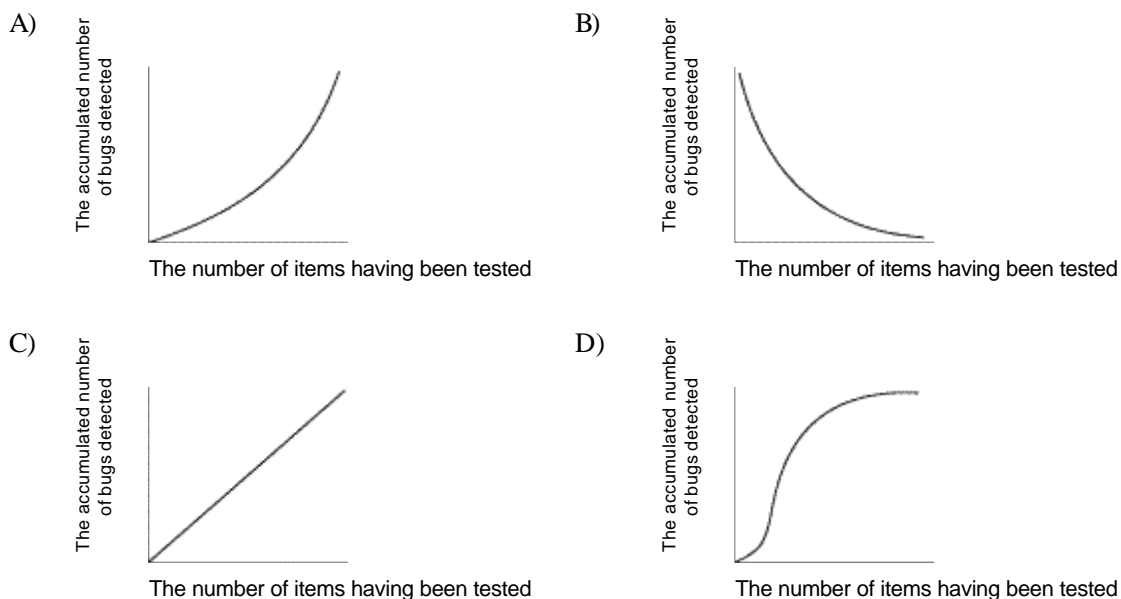 A)
The accumulated number
of bugs detected
The number of items having been tested
B)
The accumulated number
of bugs detected
The number of items having been tested
C)
The accumulated number
of bugs detected
The number of items having been tested
D)
The accumulated number
of bugs detected
The number of items having been tested